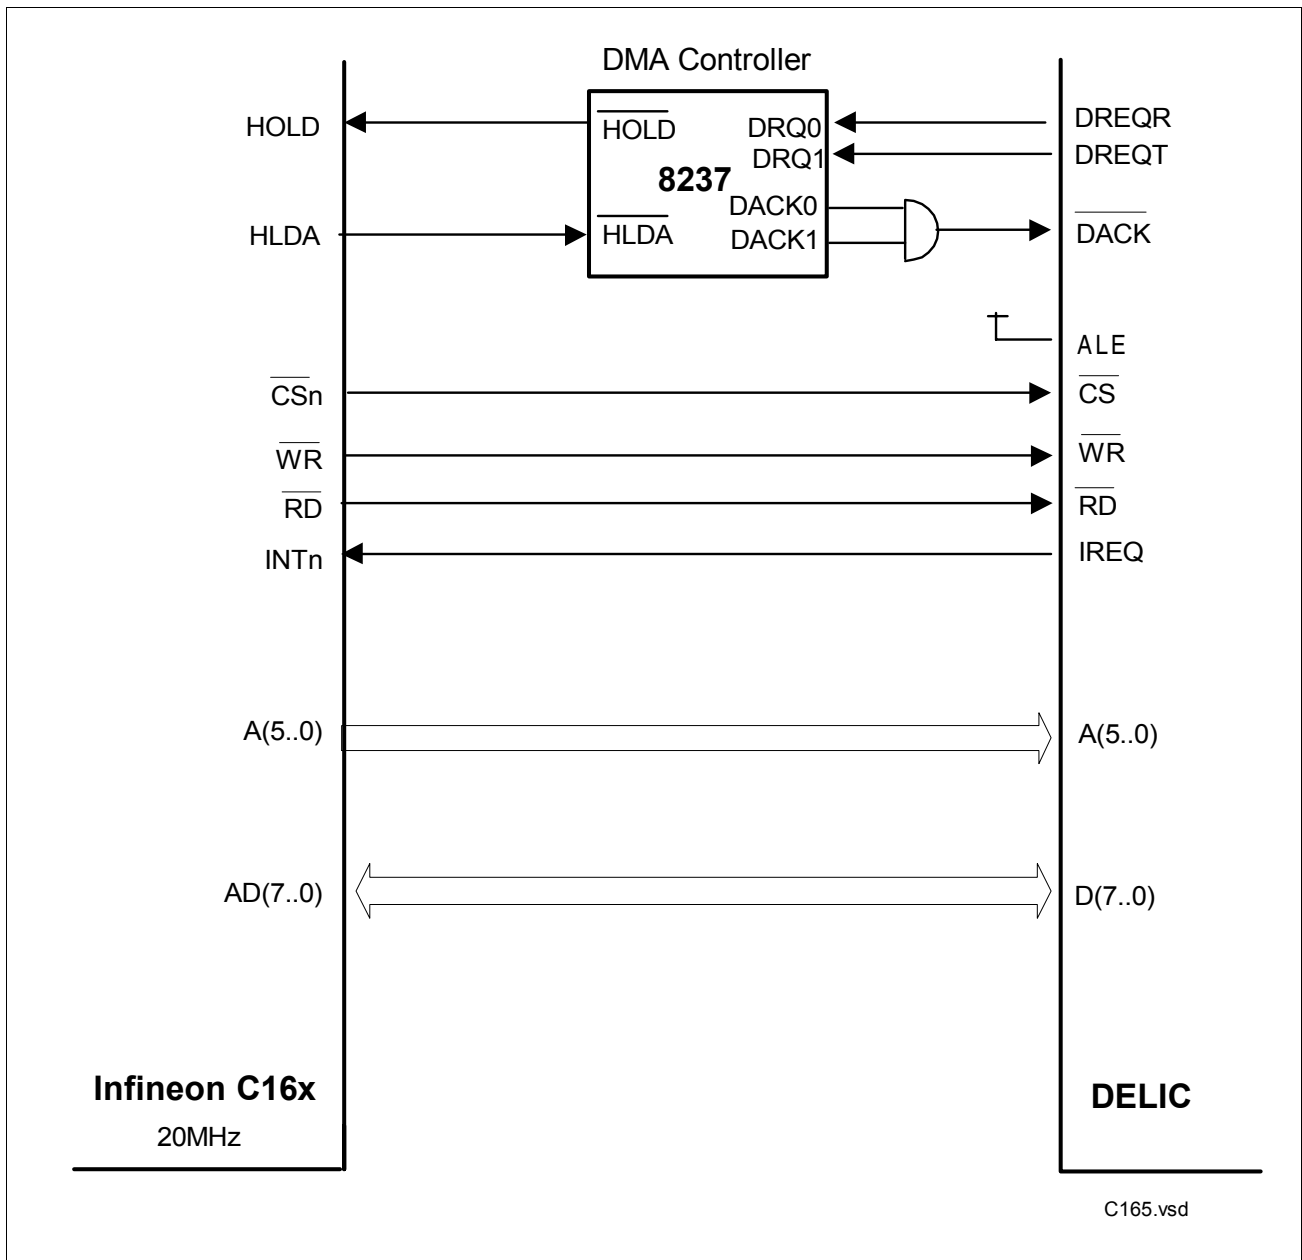 DMA Controller
HOLD
HOLD
DRQ0
DREQR
DRQ1
DREQT
8237
DACK0
HLDA
HLDA
DACK1
DACK
ALE
CSn
CS
WR
WR
RD
RD
INTn
IREQ
A(5..0)
A(5..0)
AD(7..0)
D(7..0)
Infineon C16x
DELIC
20MHz
C165.vsd